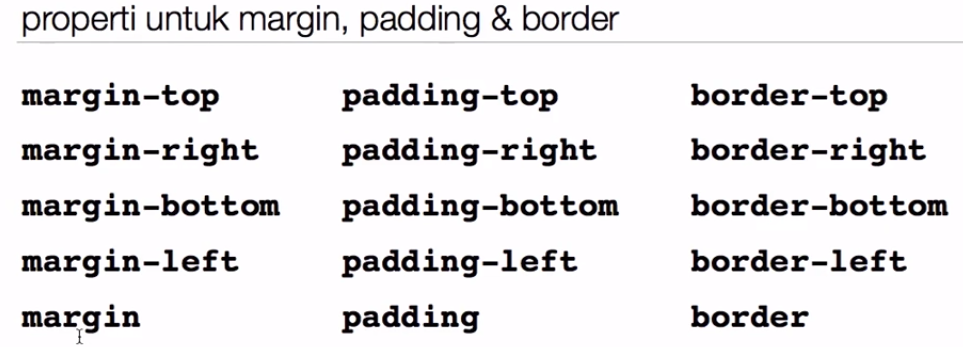 properti untuk margin, padding & border
margin-top padding-top border-top
margin-right padding-right border-right
margin-bottom padding-bottom border-bottom
margin-left padding-left border-left
margin padding border